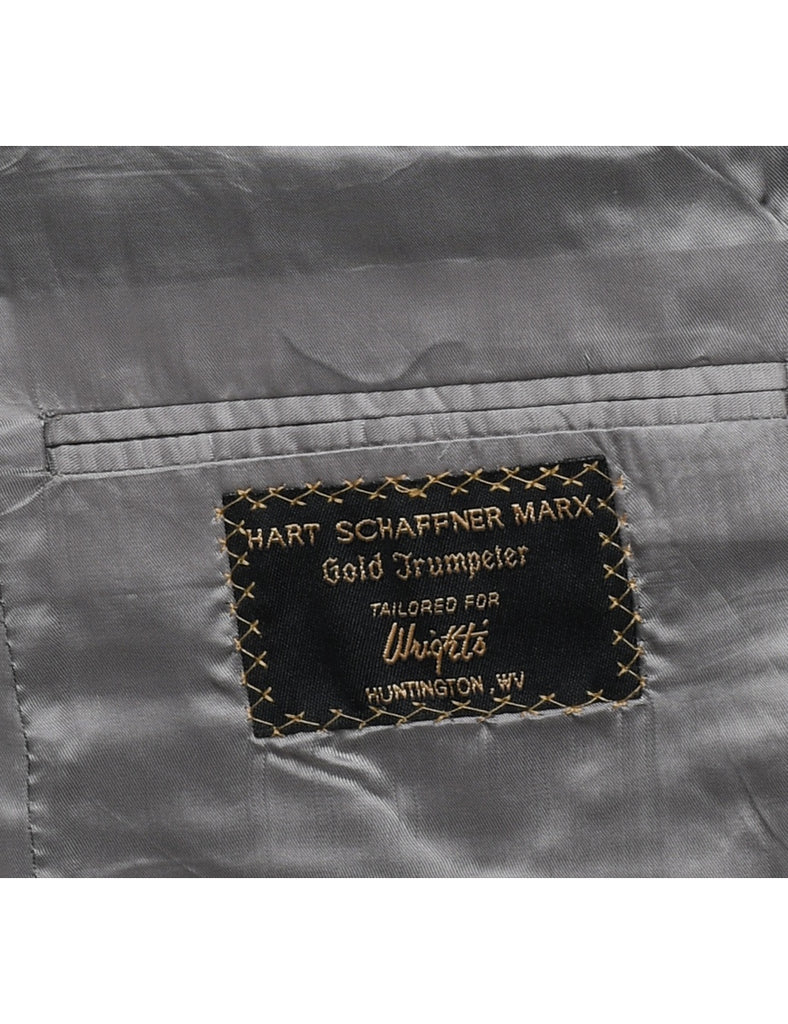 HART SCHAFFNER MARX
Gold Trumpeter
TAILORED FOR
Wright's
HUNTINGTON, WV